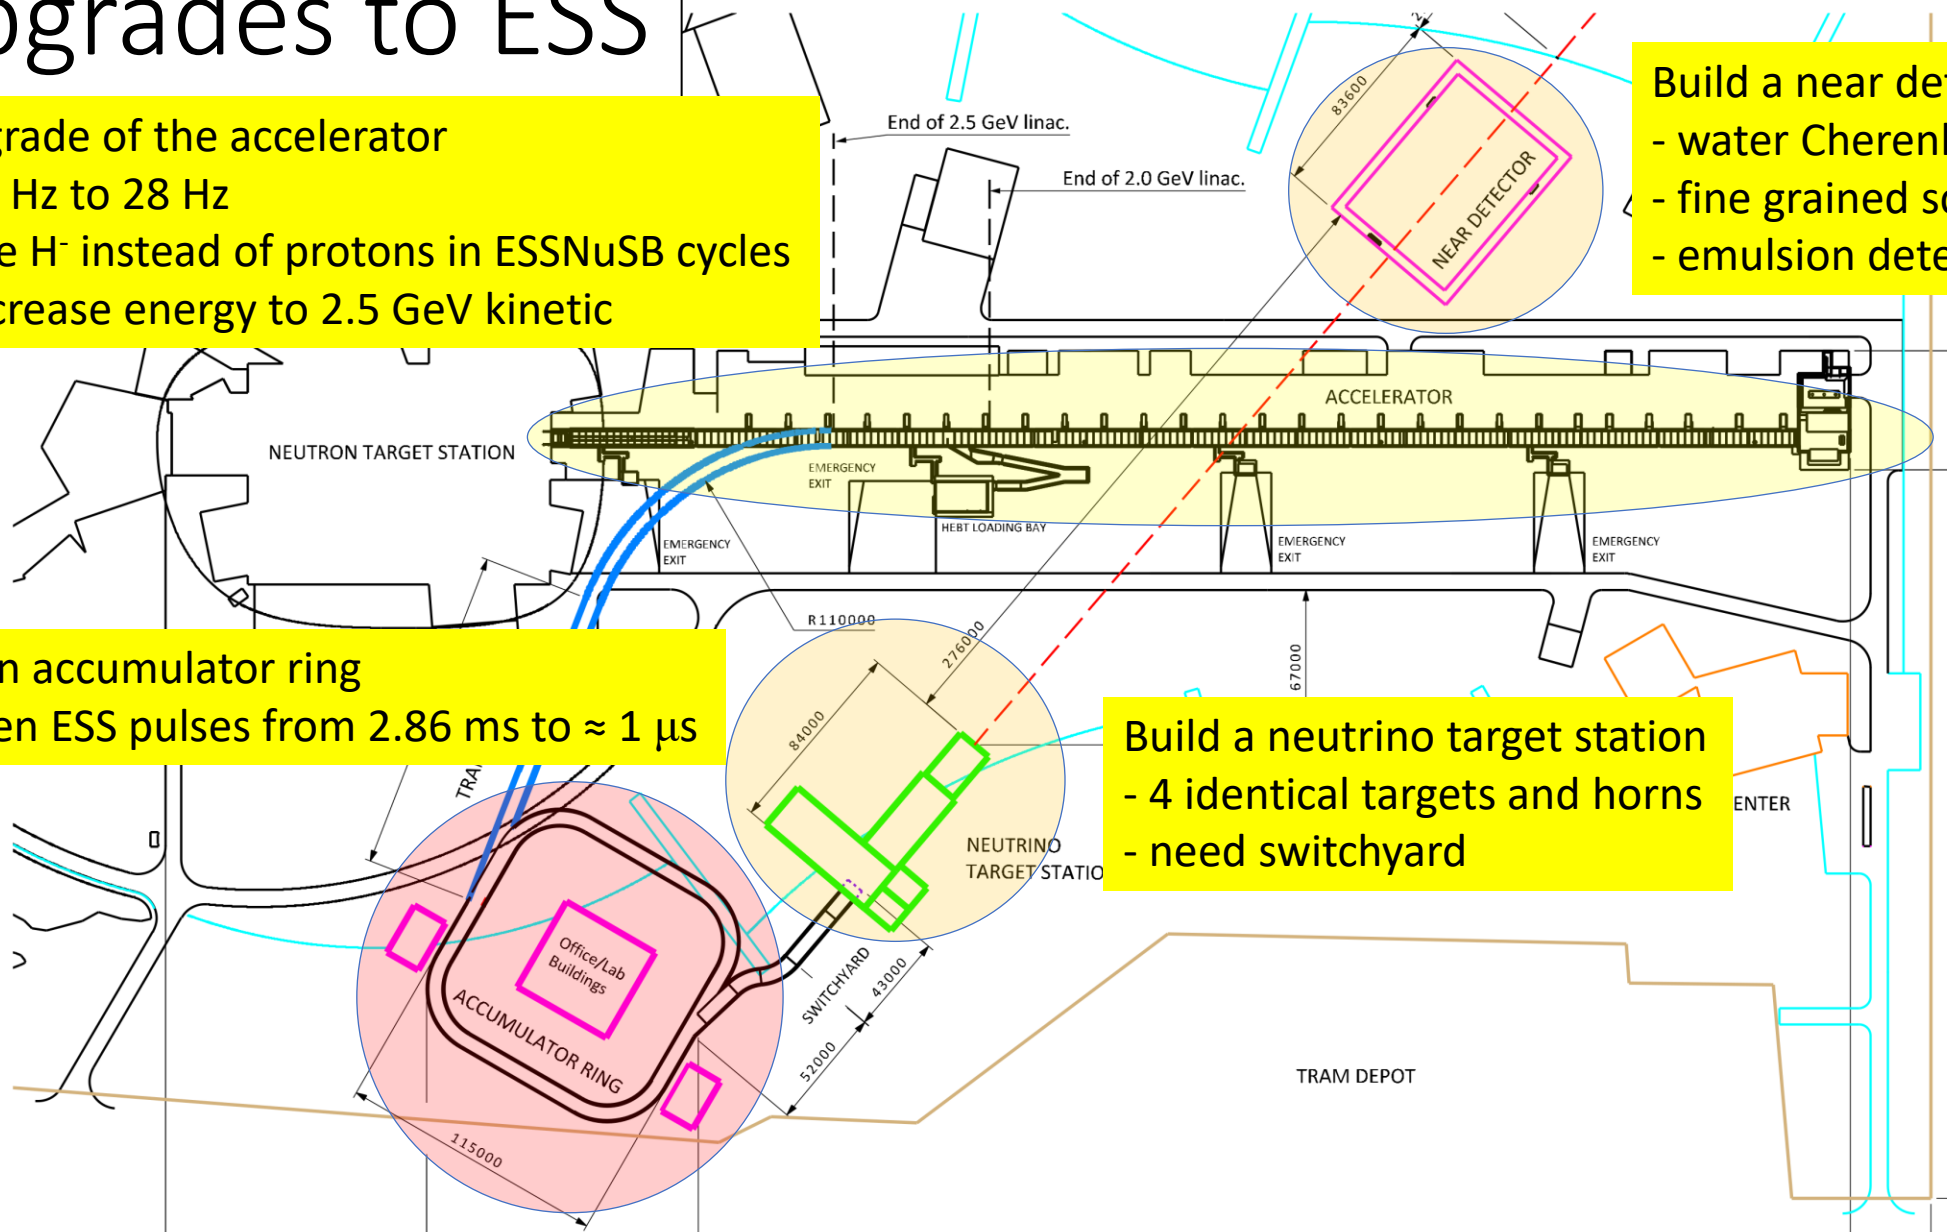 ogrades to ESS
grade of the accelerator
Hz to 28 Hz
e H⁻ instead of protons in ESSNuSB cycles
crease energy to 2.5 GeV kinetic
End of 2.5 GeV linac.
End of 2.0 GeV linac.
83600
NEAR DETECTOR
Build a near det
- water Cherenk
- fine grained sc
- emulsion dete
ACCELERATOR
NEUTRON TARGET STATION
EMERGENCY
EXIT
HEBT LOADING BAY
EMERGENCY
EXIT
EMERGENCY
EXIT
EMERGENCY
EXIT
R110000
276000
67000
n accumulator ring
en ESS pulses from 2.86 ms to ≈ 1 μs
84000
Build a neutrino target station
- 4 identical targets and horns
- need switchyard
ENTER
TRA
NEUTRINO
TARGET STATIO
Office/Lab
Buildings
ACCUMULATOR RING
SWITCHYARD
43000
52000
115000
TRAM DEPOT